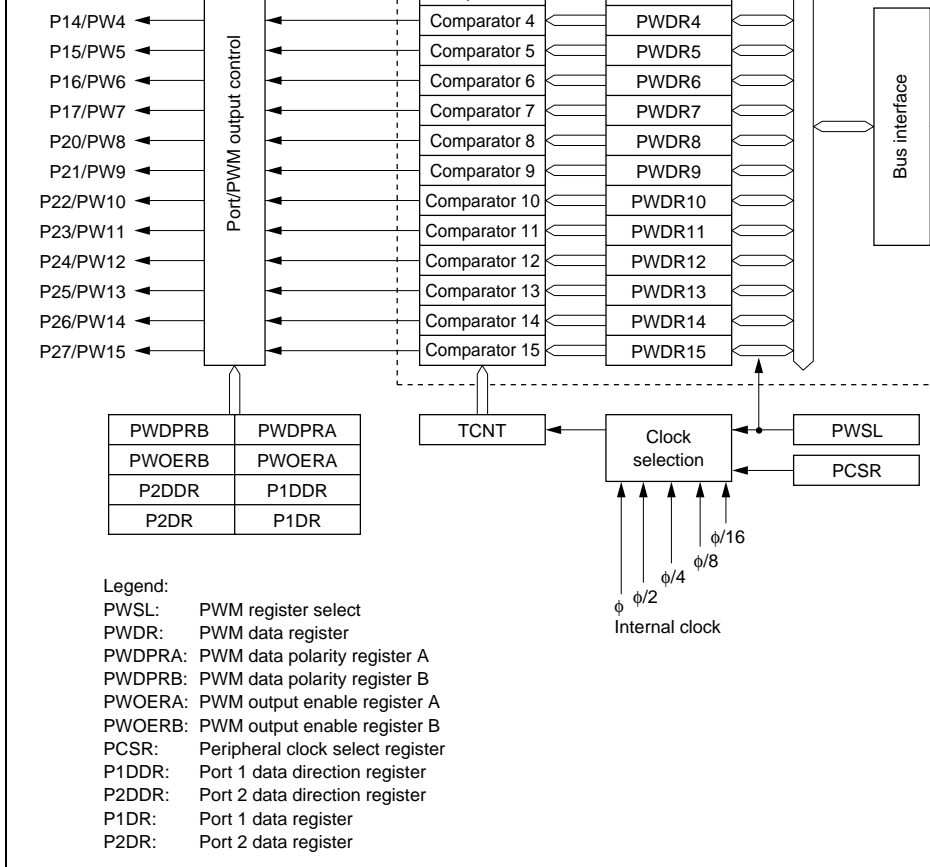 P14/PW4 Comparator 4 PWDR4
P15/PW5 Comparator 5 PWDR5
P16/PW6 Comparator 6 PWDR6
P17/PW7 Comparator 7 PWDR7
P20/PW8 Comparator 8 PWDR8
P21/PW9 Comparator 9 PWDR9
P22/PW10 Comparator 10 PWDR10
P23/PW11 Comparator 11 PWDR11
P24/PW12 Comparator 12 PWDR12
P25/PW13 Comparator 13 PWDR13
P26/PW14 Comparator 14 PWDR14
P27/PW15 Comparator 15 PWDR15
Port/PWM output control
Bus interface
PWDPRB PWDPRA
PWOERB PWOERA
P2DDR P1DDR
P2DR P1DR
TCNT
Clock
selection
PWSL
PCSR
ϕ/16
ϕ/8
ϕ/4
ϕ/2
ϕ
Internal clock
Legend:
PWSL: PWM register select
PWDR: PWM data register
PWDPRA: PWM data polarity register A
PWDPRB: PWM data polarity register B
PWOERA: PWM output enable register A
PWOERB: PWM output enable register B
PCSR: Peripheral clock select register
P1DDR: Port 1 data direction register
P2DDR: Port 2 data direction register
P1DR: Port 1 data register
P2DR: Port 2 data register